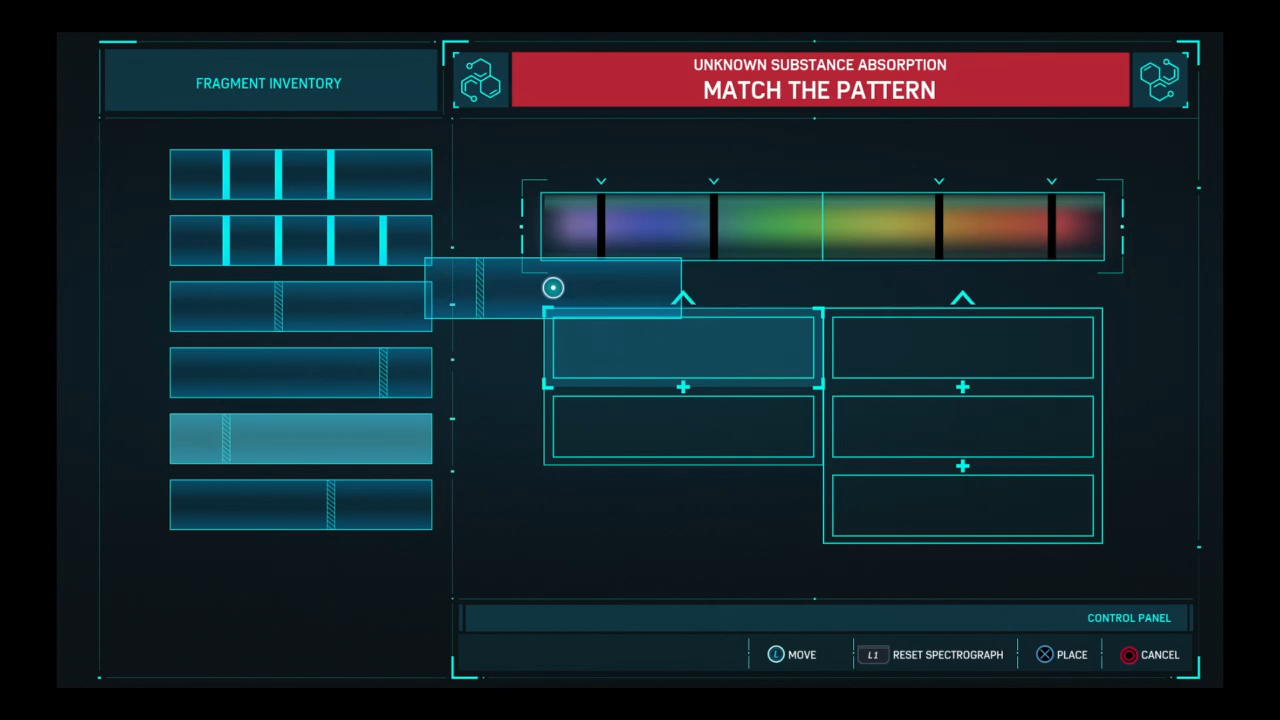 FRAGMENT INVENTORY
UNKNOWN SUBSTANCE ABSORPTION
MATCH THE PATTERN
CONTROL PANEL
L MOVE
L1 RESET SPECTROGRAPH
PLACE
CANCEL